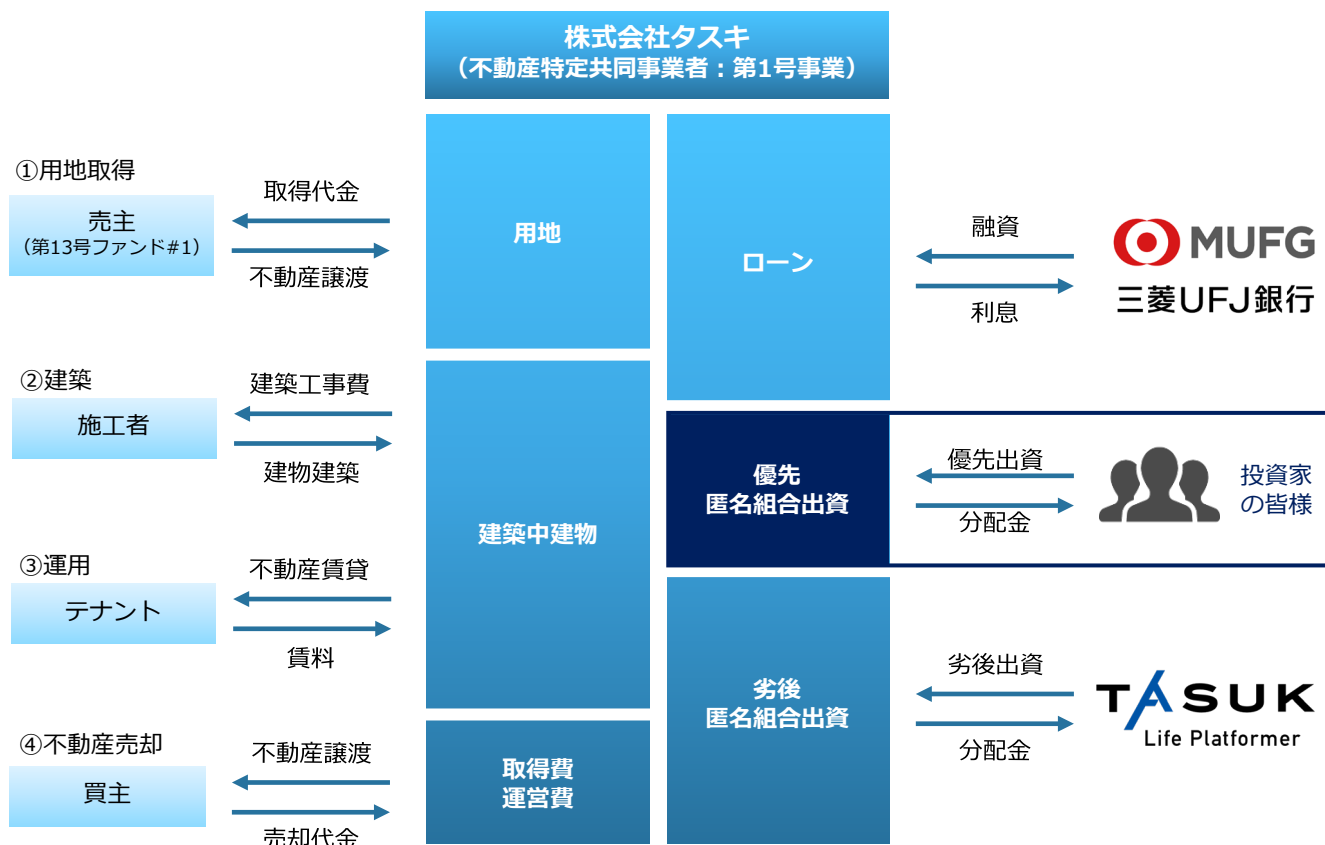 株式会社タスキ
（不動産特定共同事業者：第1号事業）
①用地取得
売主
（第13号ファンド#1）
取得代金
不動産譲渡
②建築
施工者
建築工事費
建物建築
③運用
テナント
不動産賃貸
賃料
④不動産売却
買主
不動産譲渡
売却代金
用地
建築中建物
取得費
運営費
ローン
優先
匿名組合出資
劣後
匿名組合出資
融資
利息
MUFG
三菱UFJ銀行
優先出資
分配金
投資家
の皆様
劣後出資
分配金
TASUK
Life Platformer